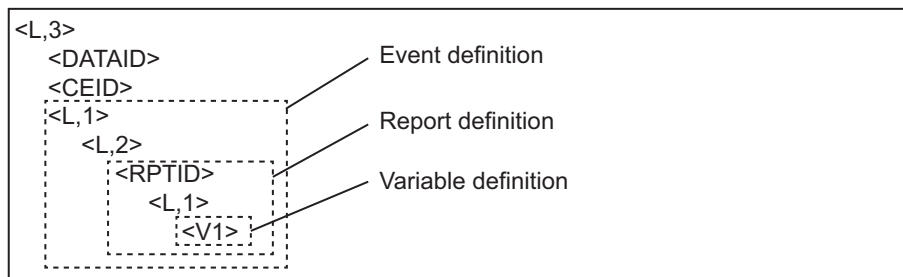 <L,3>
<DATAID>
Event definition
<CEID>
<L,1>
Report definition
<L,2>
<RPTID>
Variable definition
<L,1>
<V1>